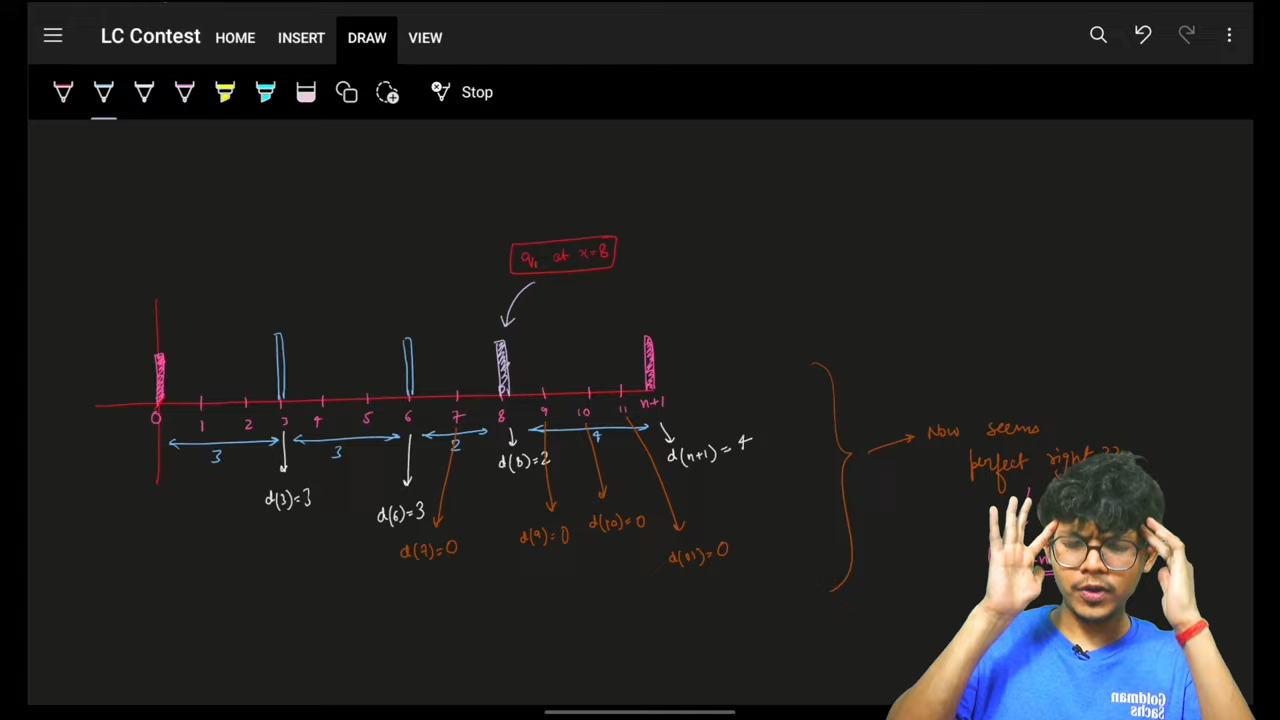 LC Contest HOME INSERT DRAW VIEW
Stop
q1 at x=8
0 1 2 3 4 5 6 7 8 9 10 11 n+1
3 3 2 4
d(3)=3
d(6)=3
d(8)=2
d(n+1)=4
d(7)=0
d(9)=0
d(10)=0
d(11)=0
Now seems
perfect right ??
Goldman
Sachs